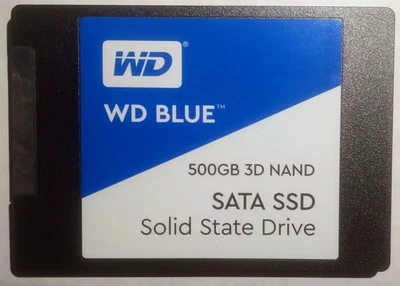 WD®
WD BLUE™
500GB 3D NAND
SATA SSD
Solid State Drive